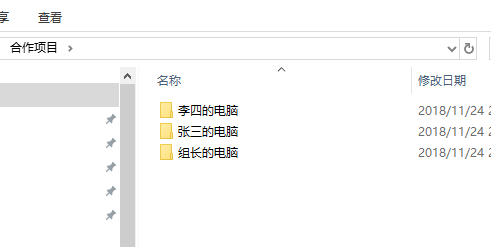 享 查看
合作项目
名称 修改日期
李四的电脑 2018/11/24
张三的电脑 2018/11/24
组长的电脑 2018/11/24